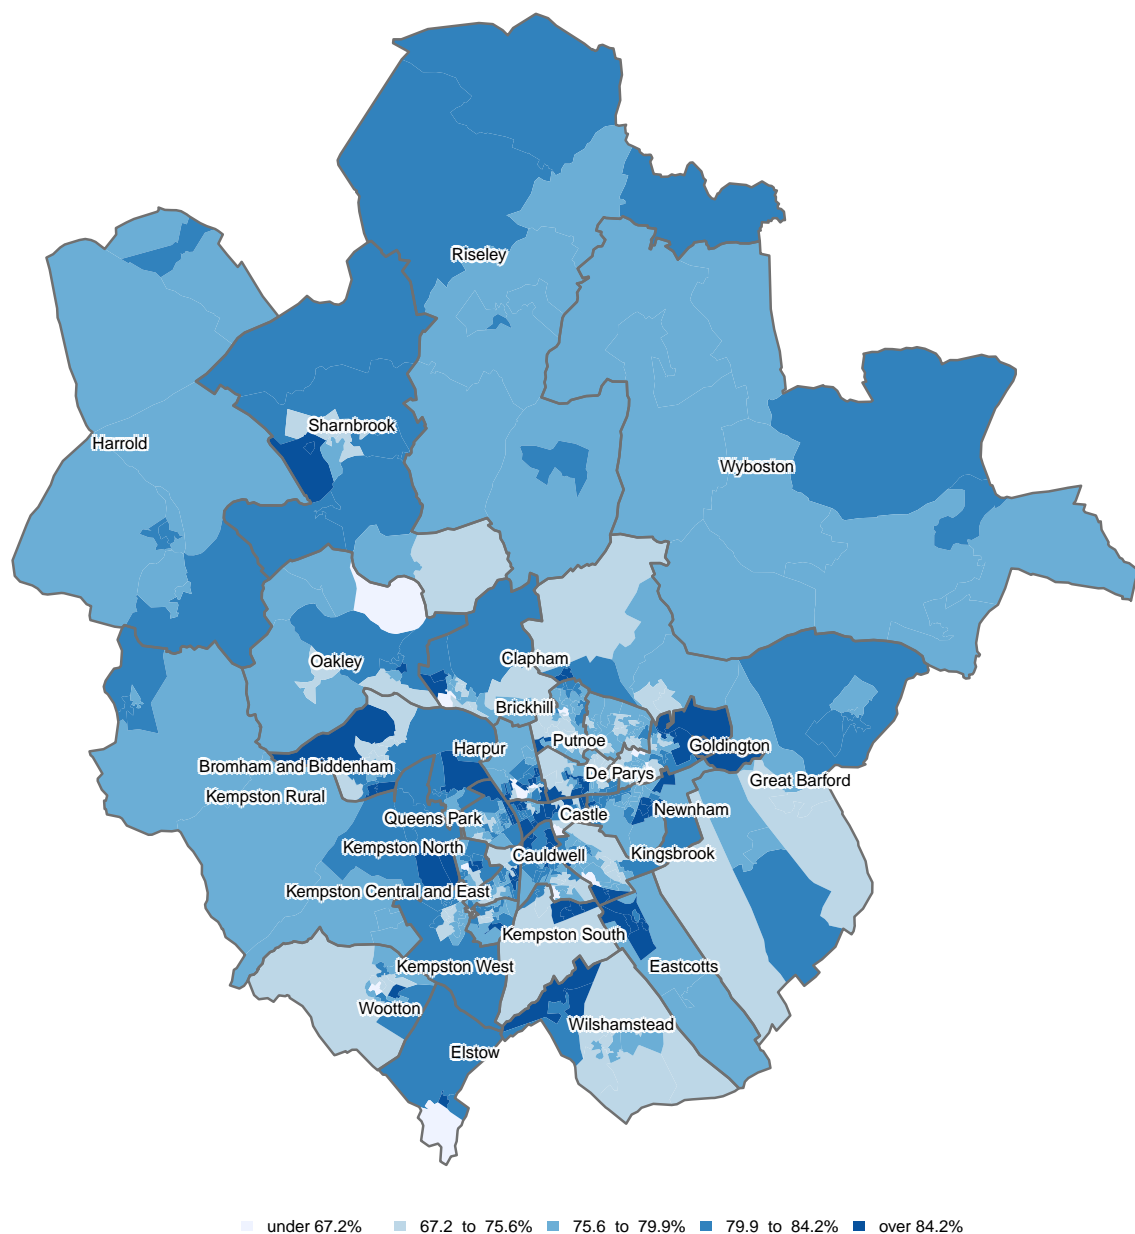 Riseley
Sharnbrook
Harrold
Wyboston
Oakley
Clapham
Brickhill
Putnoe
Goldington
Harpur
Bromham and Biddenham
De Parys
Great Barford
Kempston Rural
Newnham
Queens Park
Castle
Kempston North
Cauldwell
Kingsbrook
Kempston Central and East
Kempston South
Kempston West
Eastcotts
Wootton
Wilshamstead
Elstow
under 67.2% 67.2 to 75.6% 75.6 to 79.9% 79.9 to 84.2% over 84.2%